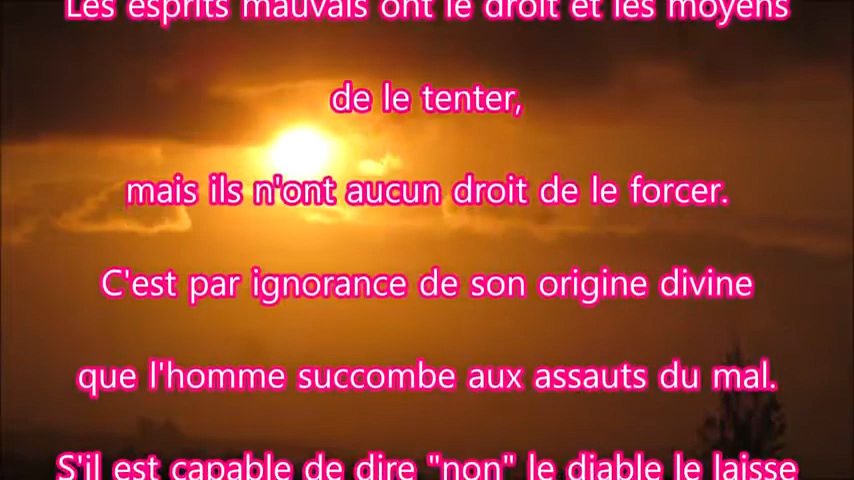 Les esprits mauvais ont le droit et les moyens
de le tenter,
mais ils n'ont aucun droit de le forcer.
C'est par ignorance de son origine divine
que l'homme succombe aux assauts du mal.
S'il est capable de dire "non" le diable le laisse